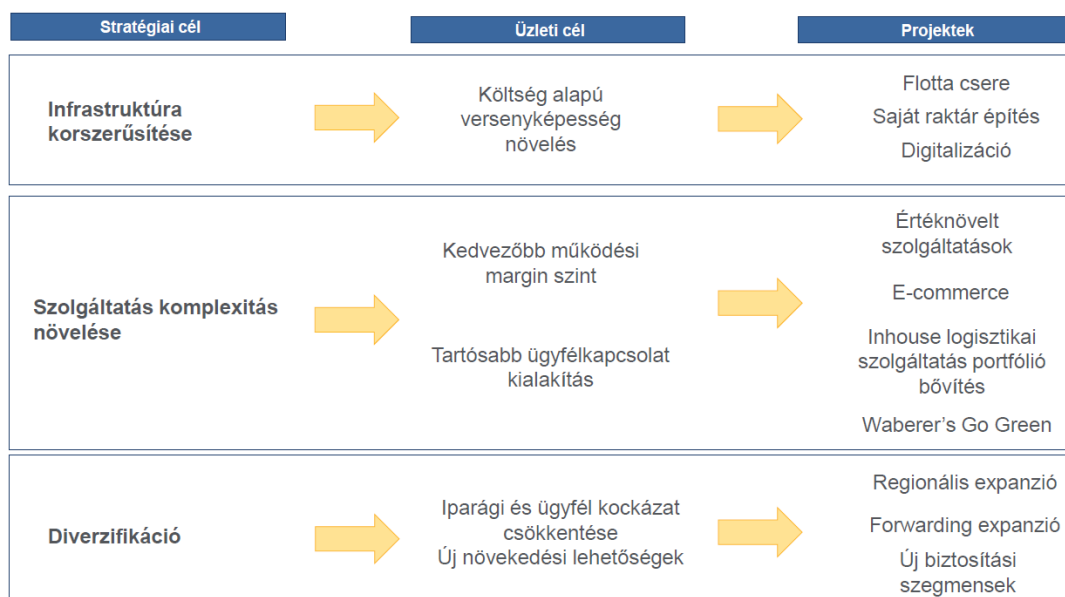 Stratégiai cél
Üzleti cél
Projektek
Infrastruktúra
korszerűsítése
Költség alapú
versenyképesség
növelés
Flotta csere
Saját raktár építés
Digitalizáció
Szolgáltatás komplexitás
növelése
Kedvezőbb működési
margin szint
Tartósabb ügyfélkapcsolat
kialakítás
Értéknövelt
szolgáltatások
E-commerce
Inhouse logisztikai
szolgáltatás portfólió
bővítés
Waberer's Go Green
Diverzifikáció
Iparági és ügyfél kockázat
csökkentése
Új növekedési lehetőségek
Regionális expanzió
Forwarding expanzió
Új biztosítási
szegmensek